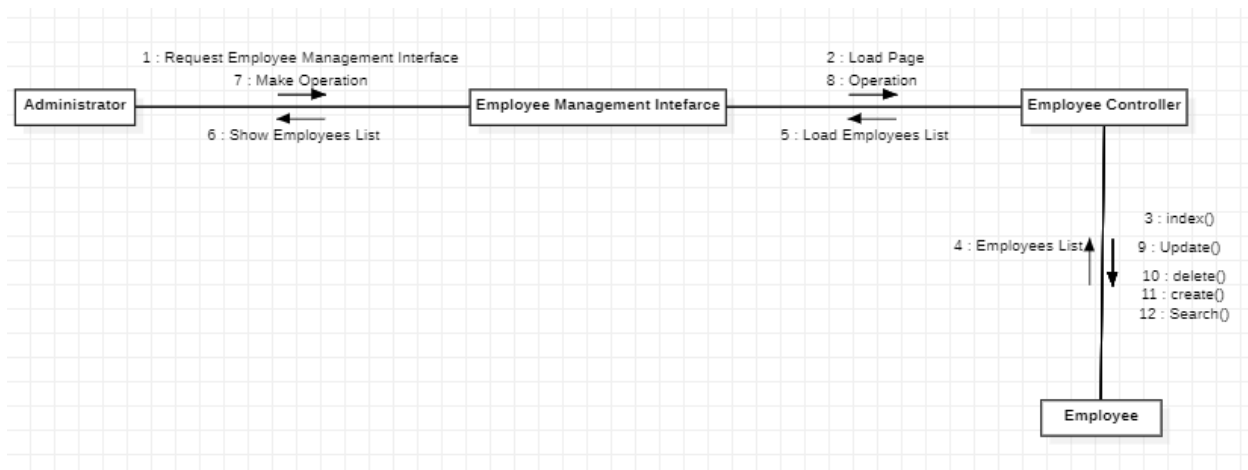 1 : Request Employee Management Interface
2 : Load Page
7 : Make Operation
8 : Operation
Administrator
Employee Management Intefarce
Employee Controller
6 : Show Employees List
5 : Load Employees List
3 : index()
4 : Employees List
9 : Update()
10 : delete()
11 : create()
12 : Search()
Employee